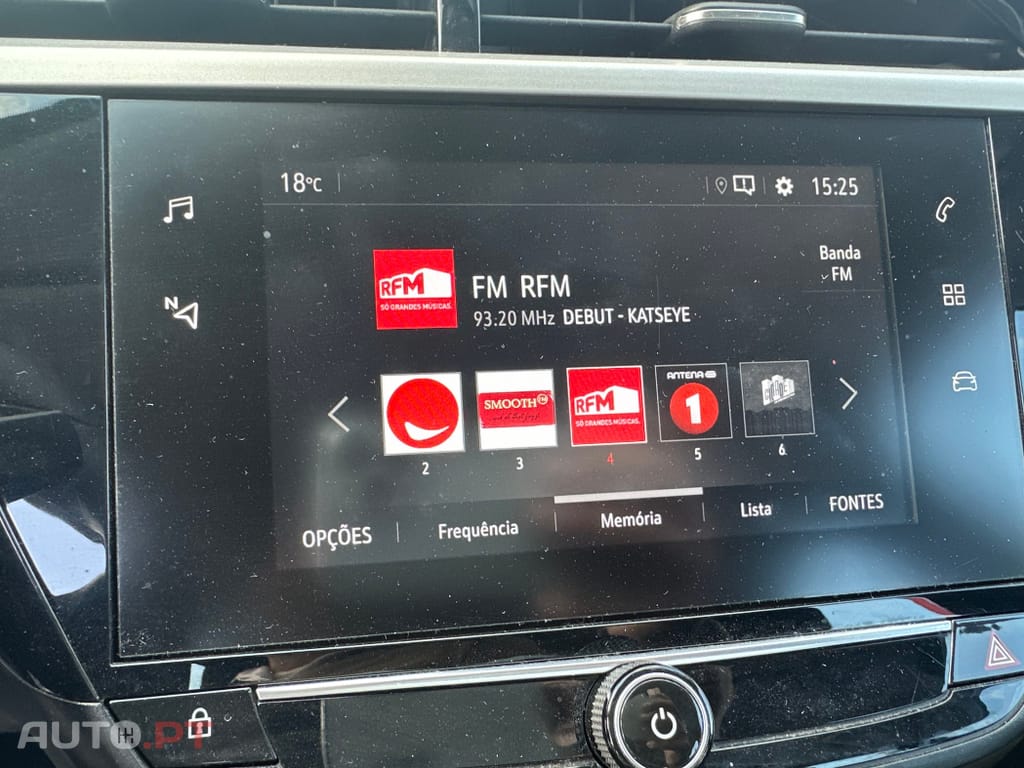 18°C
15:25
RFM
SÓ GRANDES MÚSICAS.
FM RFM
93.20 MHz DEBUT - KATSEYE
Banda
FM
N
SMOOTH FM
RFM
SÓ GRANDES MÚSICAS.
ANTENA
1
2
3
4
5
6
OPÇÕES
Frequência
Memória
Lista
FONTES
AUTO.PT